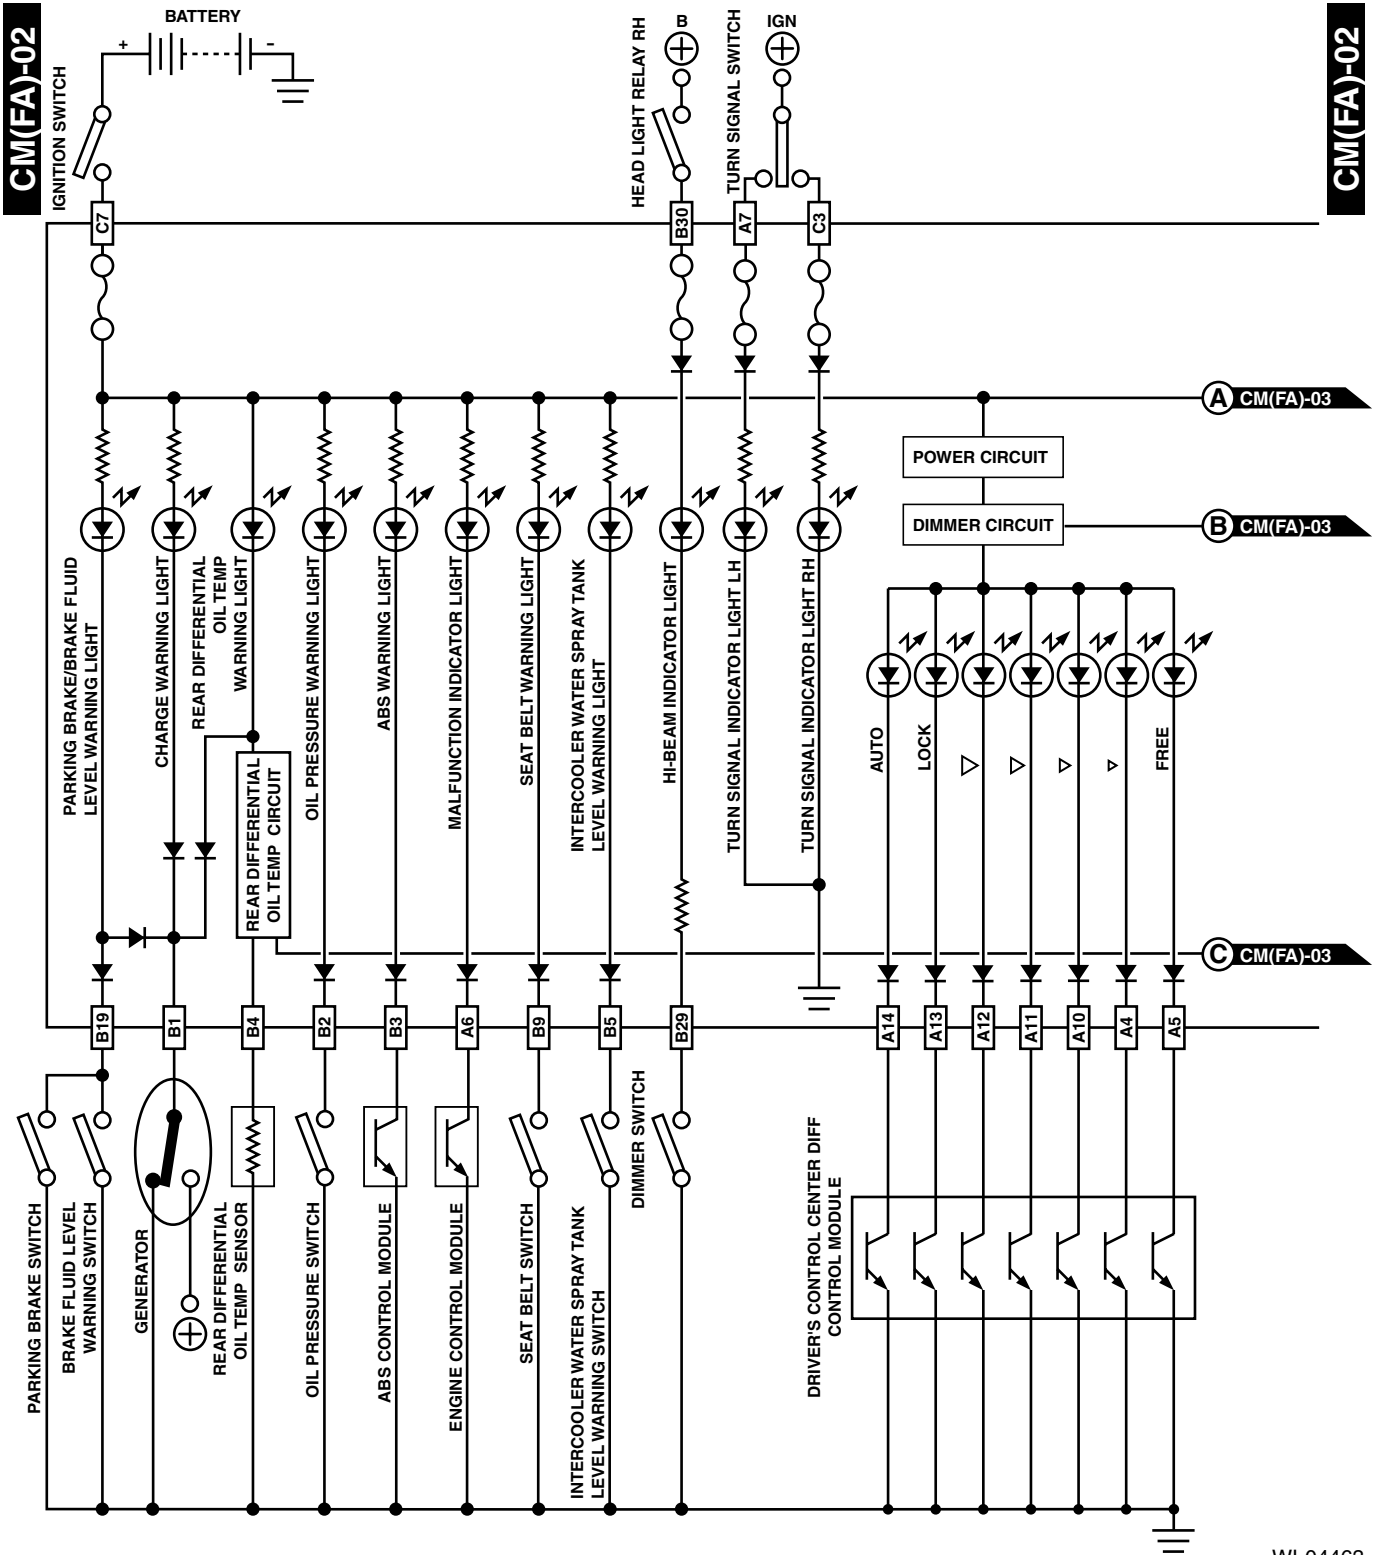 CM(FA)-02
CM(FA)-02
BATTERY
+
-
IGNITION SWITCH
HEAD LIGHT RELAY RH
B
TURN SIGNAL SWITCH
IGN
C7
B30
A7
C3
A
CM(FA)-03
POWER CIRCUIT
DIMMER CIRCUIT
B
CM(FA)-03
PARKING BRAKE/BRAKE FLUID
LEVEL WARNING LIGHT
CHARGE WARNING LIGHT
REAR DIFFERENTIAL
OIL TEMP
WARNING LIGHT
OIL PRESSURE WARNING LIGHT
ABS WARNING LIGHT
MALFUNCTION INDICATOR LIGHT
SEAT BELT WARNING LIGHT
INTERCOOLER WATER SPRAY TANK
LEVEL WARNING LIGHT
HI-BEAM INDICATOR LIGHT
TURN SIGNAL INDICATOR LIGHT LH
TURN SIGNAL INDICATOR LIGHT RH
AUTO
LOCK
FREE
REAR DIFFERENTIAL
OIL TEMP CIRCUIT
C
CM(FA)-03
B19
B1
B4
B2
B3
A6
B9
B5
B29
A14
A13
A12
A11
A10
A4
A5
PARKING BRAKE SWITCH
BRAKE FLUID LEVEL
WARNING SWITCH
GENERATOR
REAR DIFFERENTIAL
OIL TEMP SENSOR
OIL PRESSURE SWITCH
ABS CONTROL MODULE
ENGINE CONTROL MODULE
SEAT BELT SWITCH
INTERCOOLER WATER SPRAY TANK
LEVEL WARNING SWITCH
DIMMER SWITCH
DRIVER'S CONTROL CENTER DIFF
CONTROL MODULE